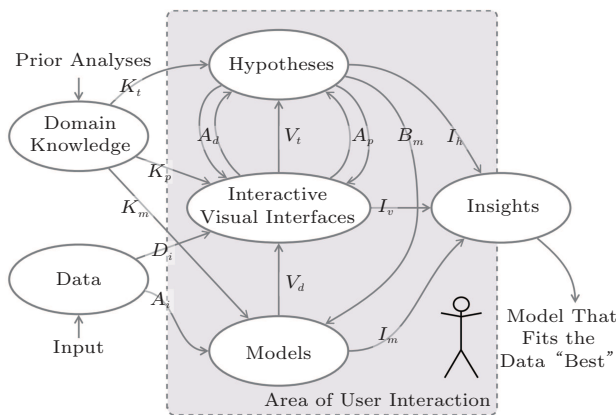 Prior Analyses
Hypotheses
K_t
Domain
Knowledge
A_d
V_t
A_p
B_m
I_h
K_p
Interactive
Visual Interfaces
I_v
Insights
K_m
D_i
Data
V_d
A_i
Input
Models
I_m
Model That
Fits the
Data “Best”
Area of User Interaction